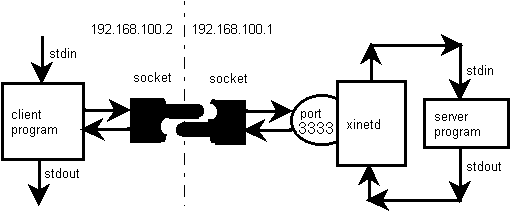 192.168.100.2
192.168.100.1
stdin
socket
socket
stdin
client
program
port
3333
xinetd
server
program
stdout
stdout